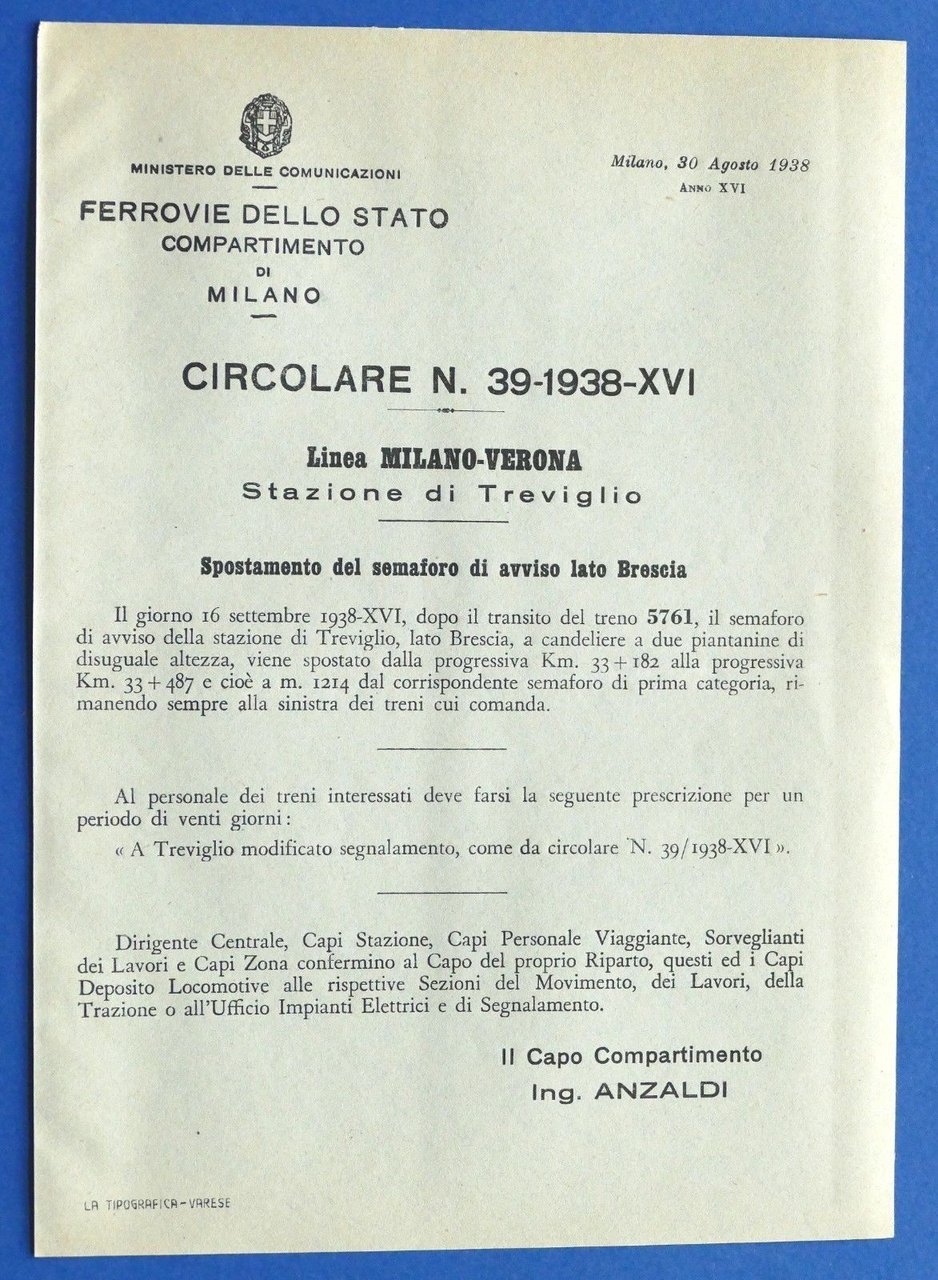 MINISTERO DELLE COMUNICAZIONI
FERROVIE DELLO STATO
COMPARTIMENTO
DI
MILANO
Milano, 30 Agosto 1938
ANNO XVI
CIRCOLARE N. 39-1938-XVI
Linea MILANO-VERONA
Stazione di Treviglio
Spostamento del semaforo di avviso lato Brescia
Il giorno 16 settembre 1938-XVI, dopo il transito del treno 5761, il semaforo
di avviso della stazione di Treviglio, lato Brescia, a candeliere a due piantanine di
disuguale altezza, viene spostato dalla progressiva Km. 33+182 alla progressiva
Km. 33+487 e cioè a m. 1214 dal corrispondente semaforo di prima categoria, ri-
manendo sempre alla sinistra dei treni cui comanda.
Al personale dei treni interessati deve farsi la seguente prescrizione per un
periodo di venti giorni:
« A Treviglio modificato segnalamento, come da circolare N. 39/1938-XVI ».
Dirigente Centrale, Capi Stazione, Capi Personale Viaggiante, Sorveglianti
dei Lavori e Capi Zona confermino al Capo del proprio Riparto, questi ed i Capi
Deposito Locomotive alle rispettive Sezioni del Movimento, dei Lavori, della
Trazione o all'Ufficio Impianti Elettrici e di Segnalamento.
Il Capo Compartimento
Ing. ANZALDI
LA TIPOGRAFICA-VARESE